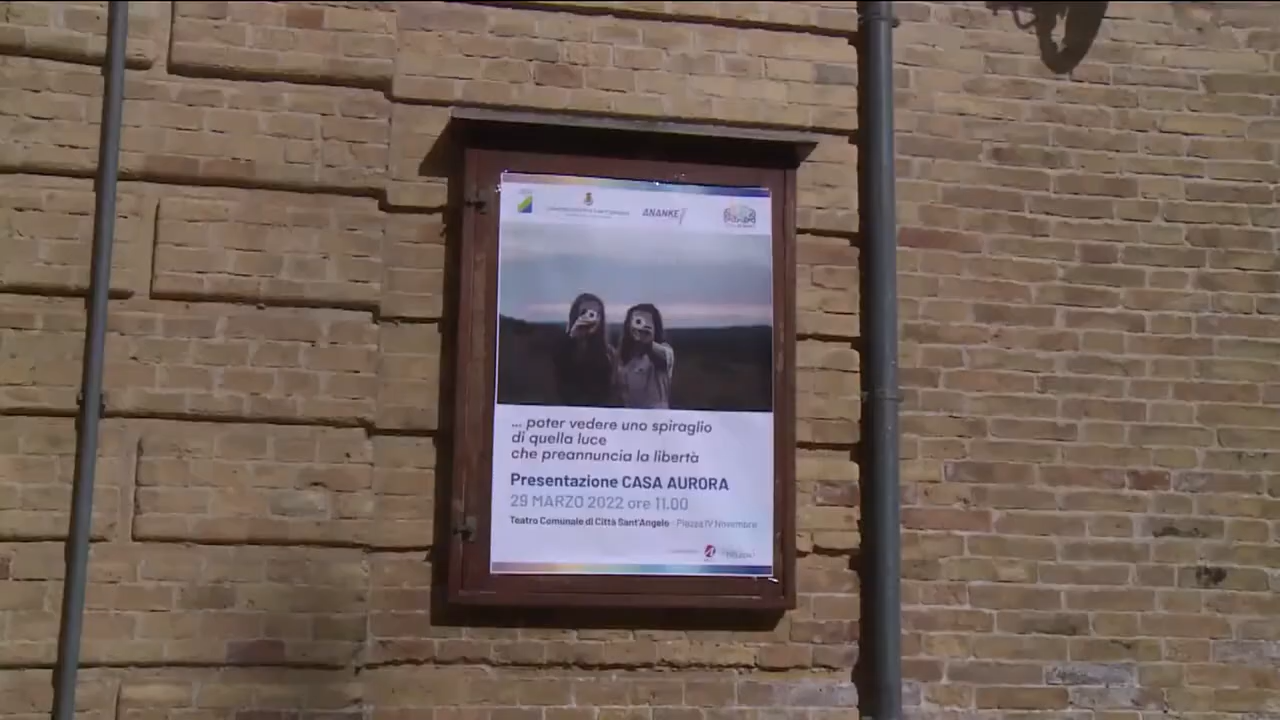 ANANKE
... poter vedere uno spiraglio
di quella luce
che preannuncia la libertà
Presentazione CASA AURORA
29 MARZO 2022 ore 11.00
Teatro Comunale di Città Sant'Angelo - Piazza IV Novembre